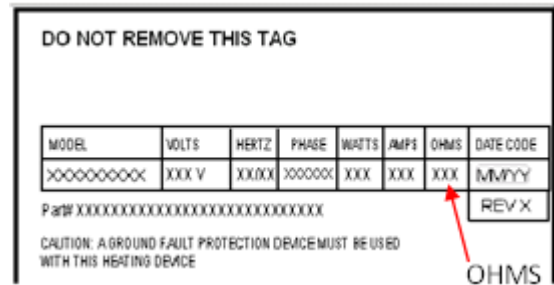 DO NOT REMOVE THIS TAG
MODEL VOLTS HERTZ PHASE WATTS AMPS OHMS DATE CODE
XXXXXXXXXX XXX V XX/XX XXXXXX XXX XXX XXX MM/YY
Part# XXXXXXXXXXXXXXXXXXXXXXXXXXXX REV X
CAUTION: A GROUND FAULT PROTECTION DEVICE MUST BE USED
WITH THIS HEATING DEVICE
OHMS